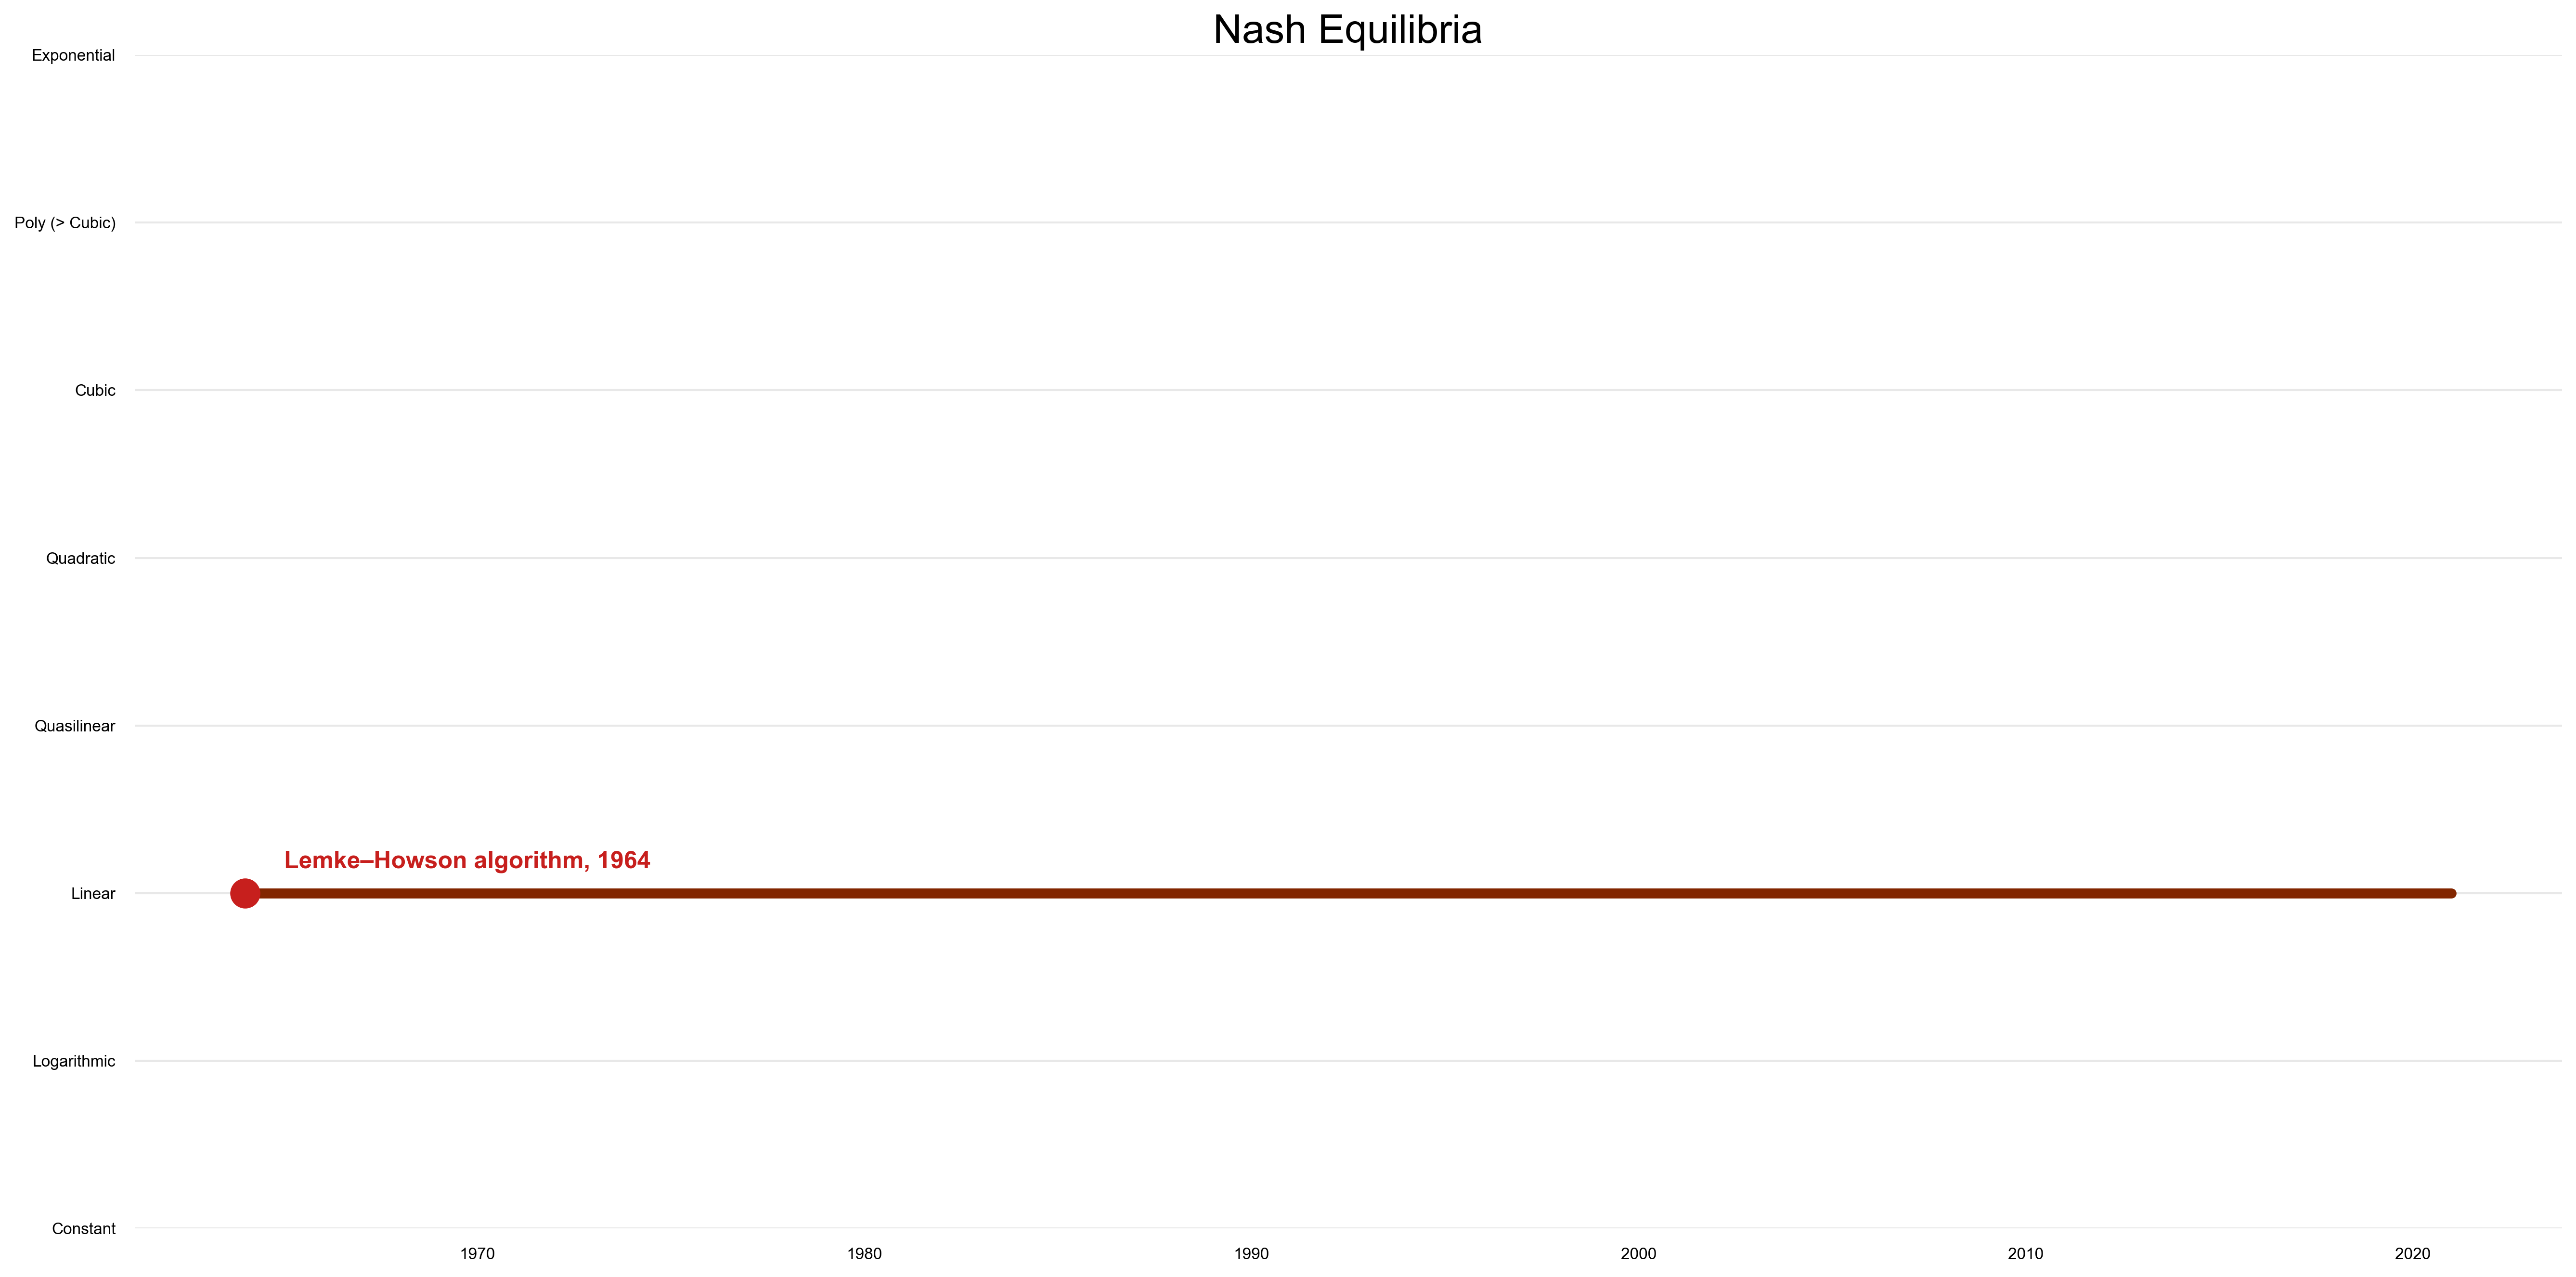 Nash Equilibria
Exponential
Poly (> Cubic)
Cubic
Quadratic
Quasilinear
Lemke–Howson algorithm, 1964
Linear
Logarithmic
Constant
1970 1980 1990 2000 2010 2020